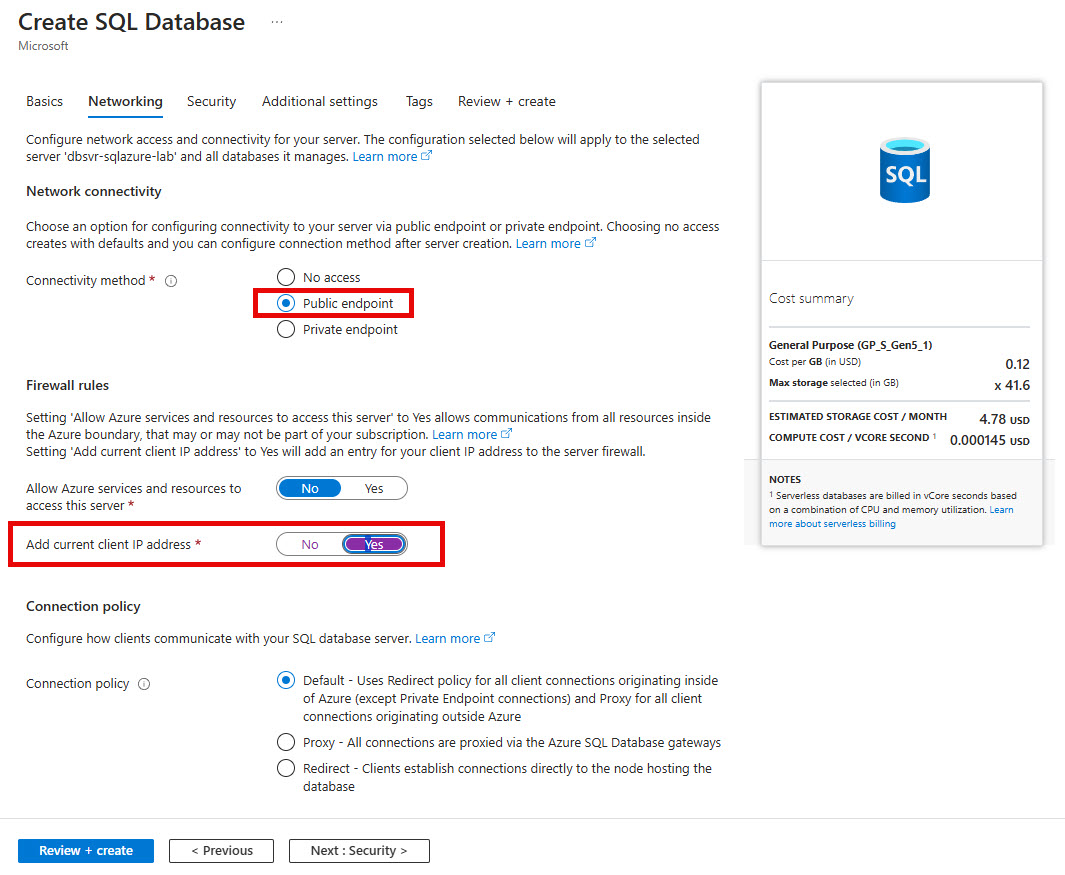 Create SQL Database ...
Microsoft
Basics Networking Security Additional settings Tags Review + create
Configure network access and connectivity for your server. The configuration selected below will apply to the selected
server 'dbsvr-sqlazure-lab' and all databases it manages. Learn more
Network connectivity
Choose an option for configuring connectivity to your server via public endpoint or private endpoint. Choosing no access
creates with defaults and you can configure connection method after server creation. Learn more
Connectivity method *
No access
Public endpoint
Private endpoint
Firewall rules
Setting 'Allow Azure services and resources to access this server' to Yes allows communications from all resources inside
the Azure boundary, that may or may not be part of your subscription. Learn more
Setting 'Add current client IP address' to Yes will add an entry for your client IP address to the server firewall.
Allow Azure services and resources to
access this server *
No Yes
Add current client IP address *
No Yes
Connection policy
Configure how clients communicate with your SQL database server. Learn more
Connection policy
Default - Uses Redirect policy for all client connections originating inside
of Azure (except Private Endpoint connections) and Proxy for all client
connections originating outside Azure
Proxy - All connections are proxied via the Azure SQL Database gateways
Redirect - Clients establish connections directly to the node hosting the
database
Review + create
< Previous
Next : Security >
SQL
Cost summary
General Purpose (GP_S_Gen5_1)
Cost per GB (in USD) 0.12
Max storage selected (in GB) x 41.6
ESTIMATED STORAGE COST / MONTH 4.78 USD
COMPUTE COST / VCORE SECOND 1 0.000145 USD
NOTES
1 Serverless databases are billed in vCore seconds based
on a combination of CPU and memory utilization. Learn
more about serverless billing